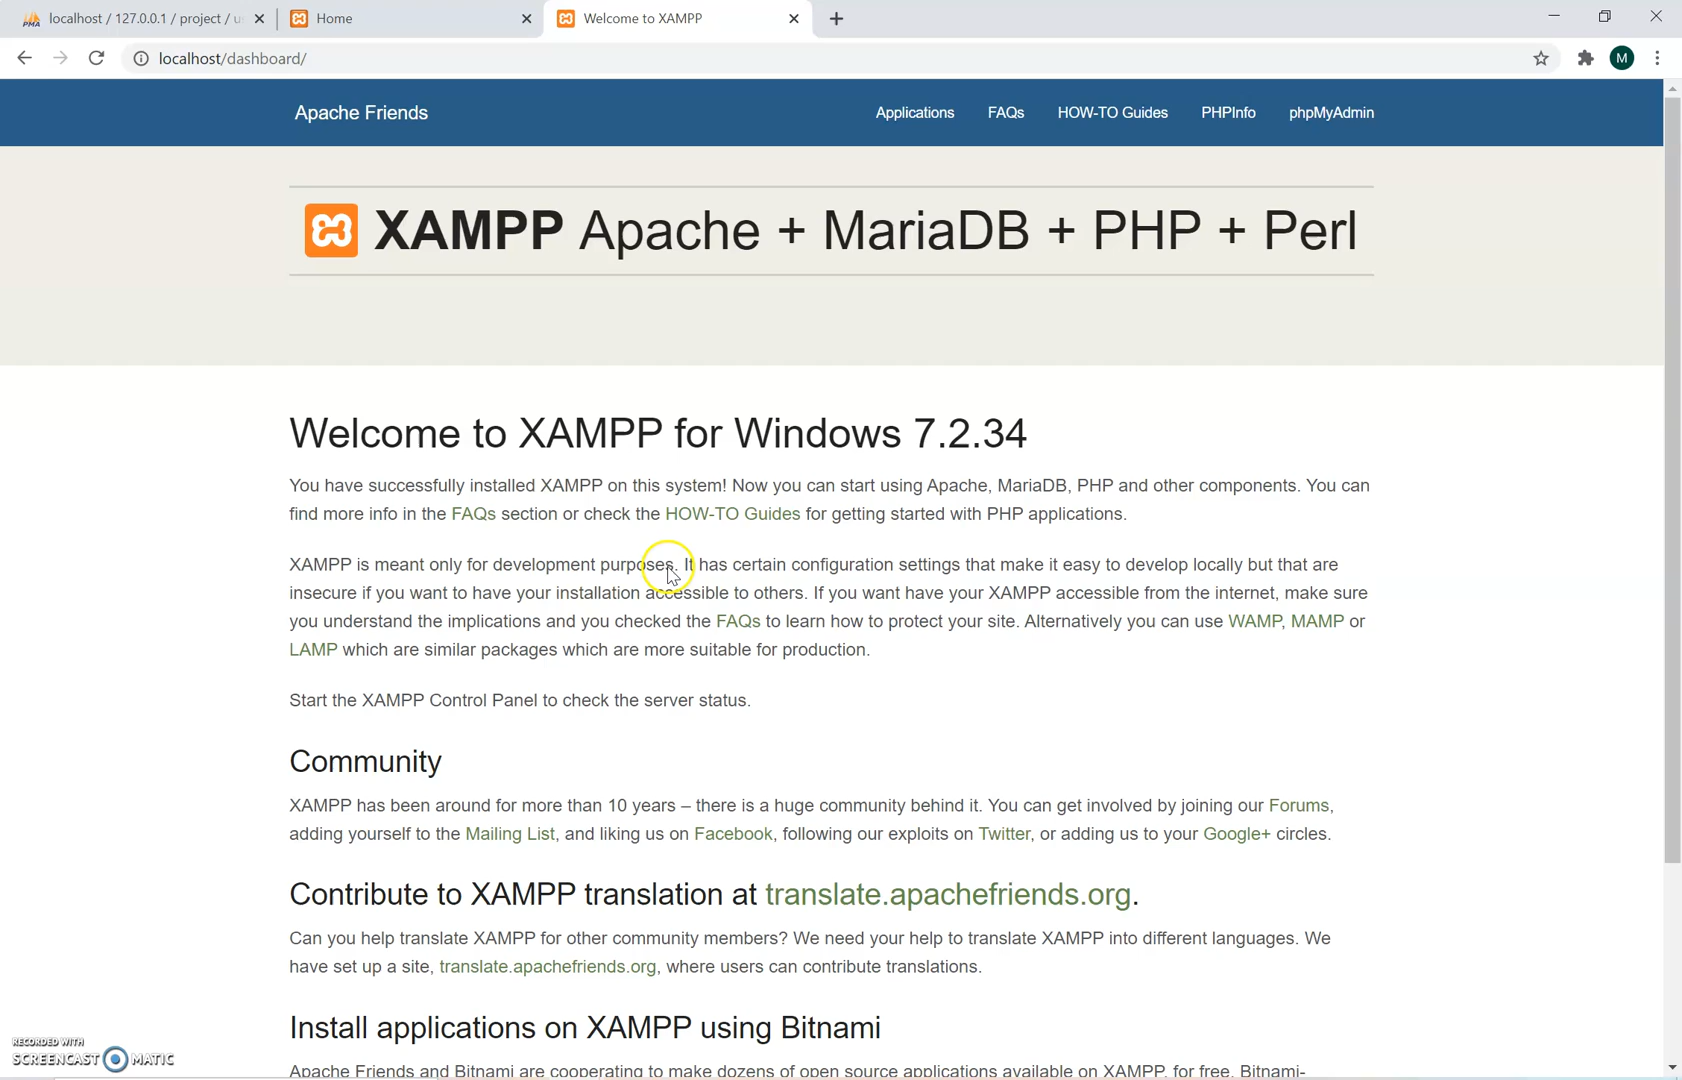 localhost / 127.0.0.1 / project / u
Home
Welcome to XAMPP
localhost/dashboard/
M
Apache Friends
Applications
FAQs
HOW-TO Guides
PHPInfo
phpMyAdmin
XAMPP Apache + MariaDB + PHP + Perl
Welcome to XAMPP for Windows 7.2.34
You have successfully installed XAMPP on this system! Now you can start using Apache, MariaDB, PHP and other components. You can
find more info in the FAQs section or check the HOW-TO Guides for getting started with PHP applications.
XAMPP is meant only for development purposes. It has certain configuration settings that make it easy to develop locally but that are
insecure if you want to have your installation accessible to others. If you want have your XAMPP accessible from the internet, make sure
you understand the implications and you checked the FAQs to learn how to protect your site. Alternatively you can use WAMP, MAMP or
LAMP which are similar packages which are more suitable for production.
Start the XAMPP Control Panel to check the server status.
Community
XAMPP has been around for more than 10 years – there is a huge community behind it. You can get involved by joining our Forums,
adding yourself to the Mailing List, and liking us on Facebook, following our exploits on Twitter, or adding us to your Google+ circles.
Contribute to XAMPP translation at translate.apachefriends.org.
Can you help translate XAMPP for other community members? We need your help to translate XAMPP into different languages. We
have set up a site, translate.apachefriends.org, where users can contribute translations.
Install applications on XAMPP using Bitnami
Apache Friends and Bitnami are cooperating to make dozens of open source applications available on XAMPP, for free. Bitnami-
RECORDED WITH
SCREENCAST MATIC